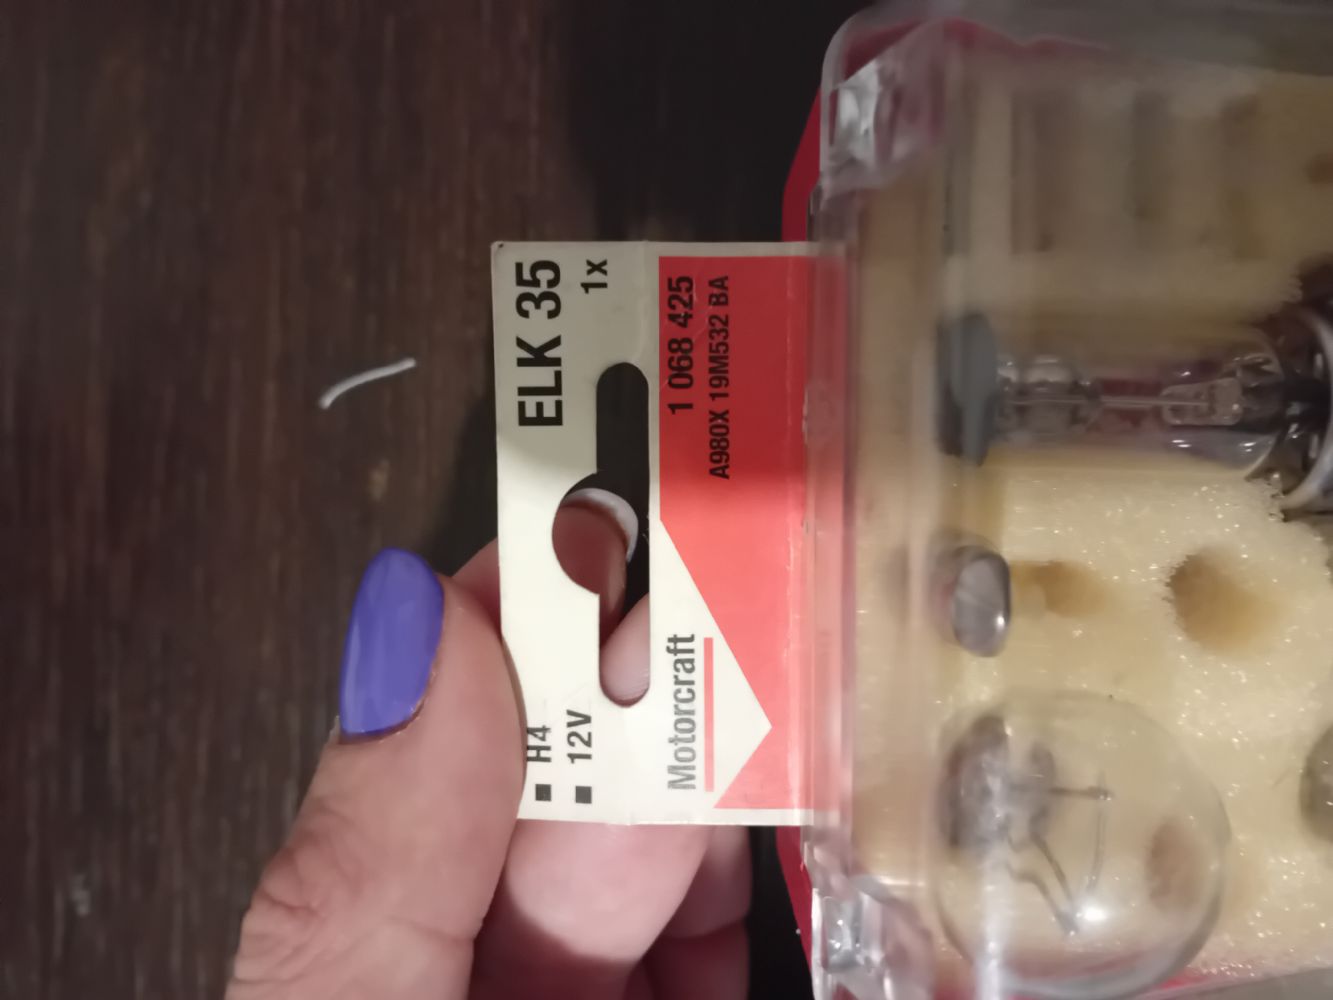 ELK 35
1x
■ H4
■ 12V
1 068 425
A980X 19M532 BA
Motorcraft